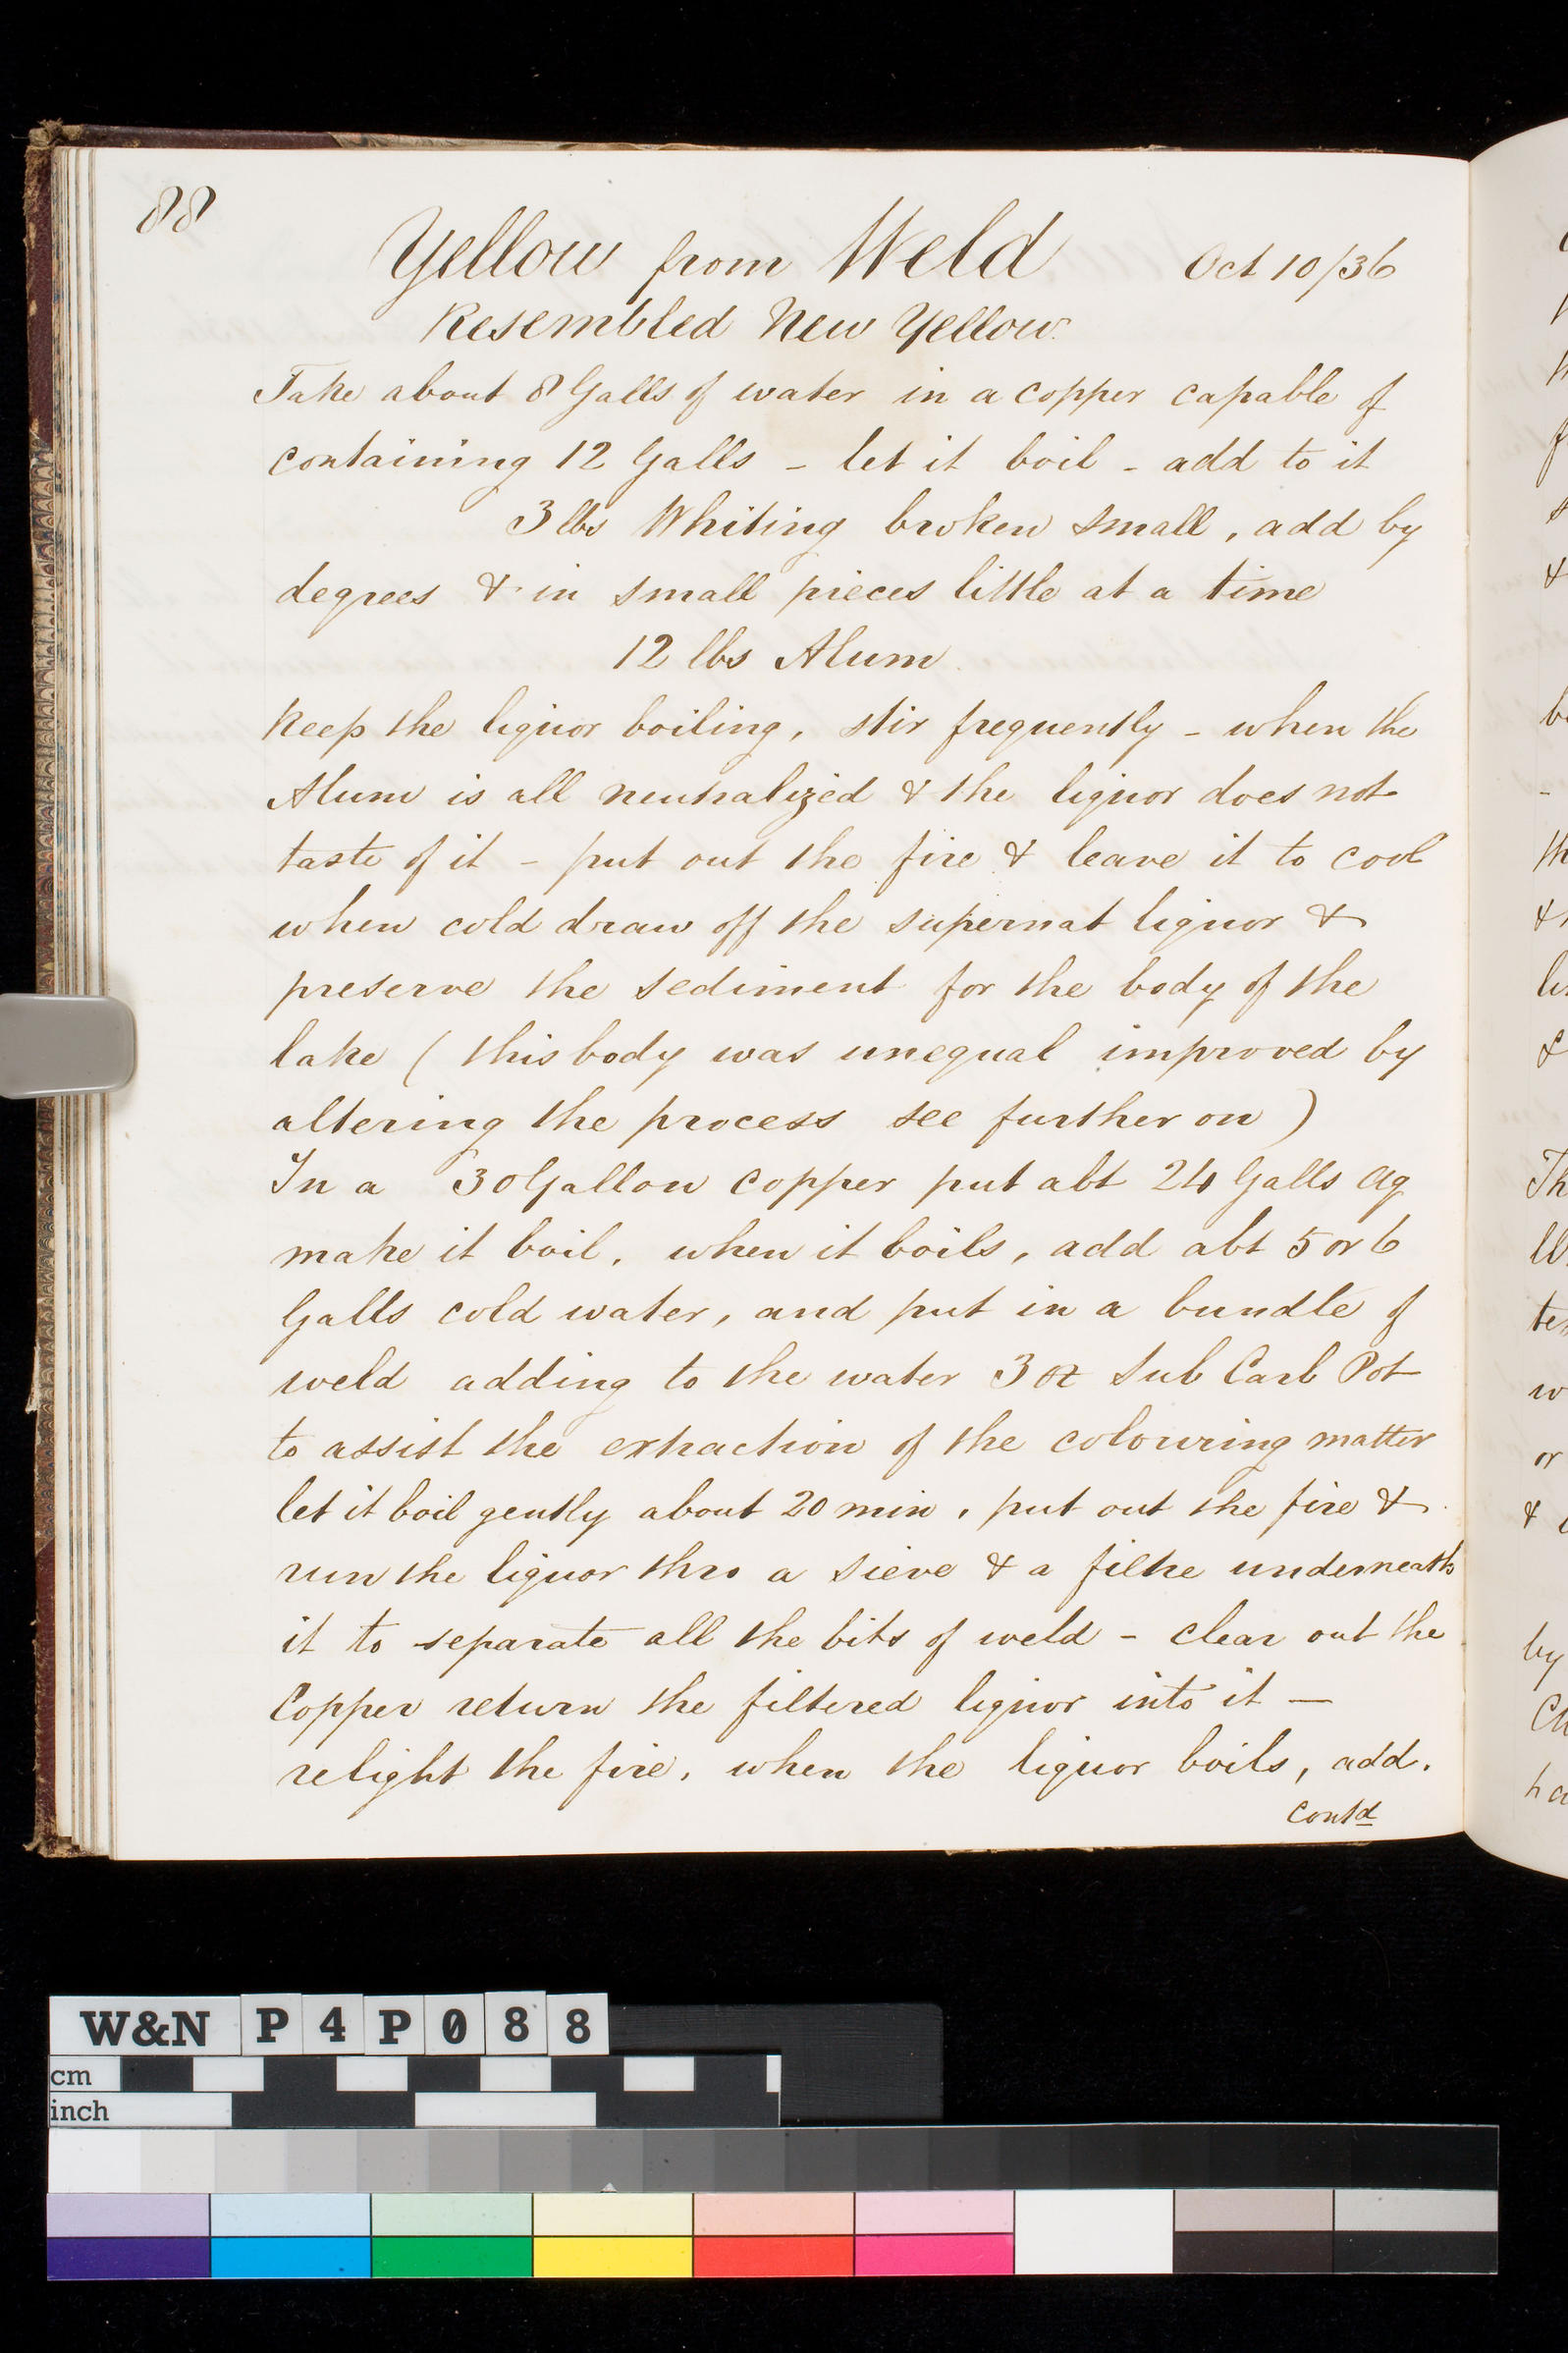 88
Yellow from Weld Oct 10/36
Resembled New Yellow.
Take about 8 Galls of water in a copper capable of
containing 12 Galls - let it boil - add to it
3 lbs Whiting broken small, add by
degrees & in small pieces little at a time
12 lbs Alum
Keep the liquor boiling, stir frequently - when the
Alum is all neutralized & the liquor does not
taste of it - put out the fire & leave it to cool
when cold draw off the supernat liquor &
preserve the sediment for the body of the
lake ( this body was unequal improved by
altering the process see further on )
In a 30 Gallon copper put abt 24 Galls Aq
make it boil, when it boils, add abt 5 or 6
Galls cold water, and put in a bundle of
weld adding to the water 3 oz Sub Carb Pot
to assist the extraction of the colouring matter
let it boil gently about 20 min, put out the fire &
run the liquor thro a sieve & a filtre underneath
it to separate all the bits of weld - clear out the
Copper return the filtered liquor into it —
relight the fire, when the liquor boils, add.
Contd
W&N P4P088
cm
inch